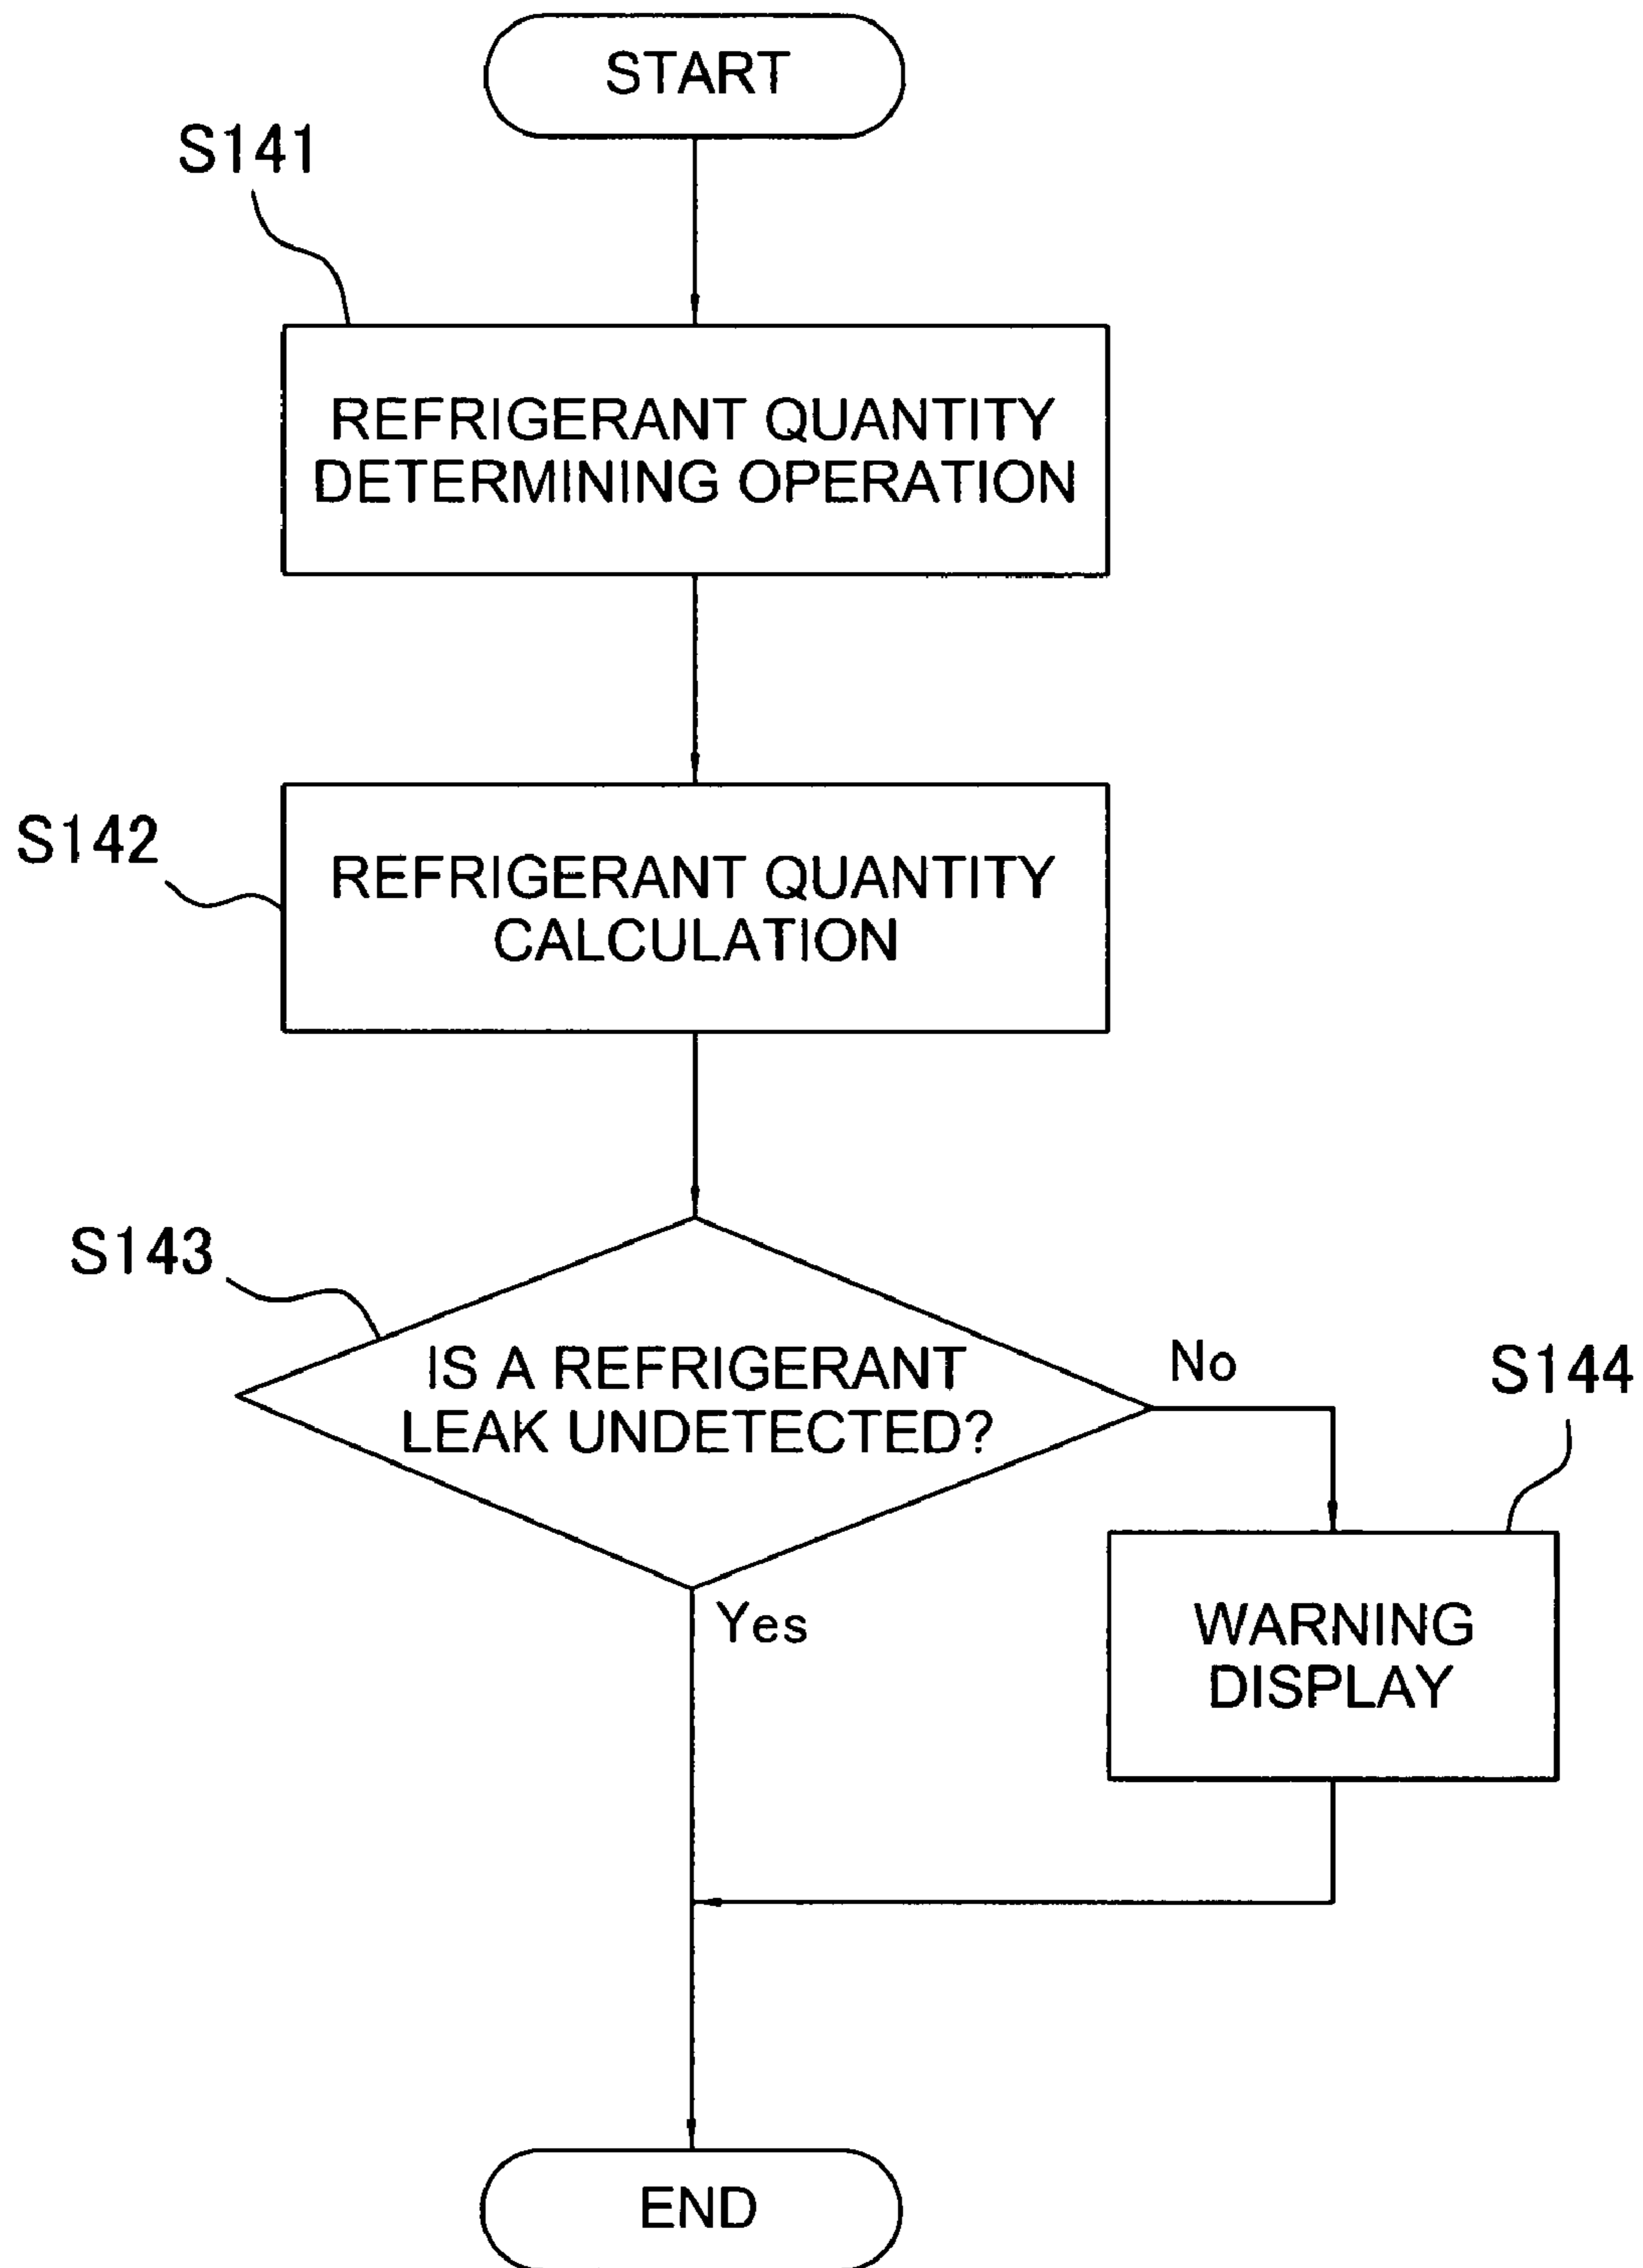 START
S141
REFRIGERANT QUANTITY
DETERMINING OPERATION
S142
REFRIGERANT QUANTITY
CALCULATION
S143
IS A REFRIGERANT
LEAK UNDETECTED?
No
S144
Yes
WARNING
DISPLAY
END